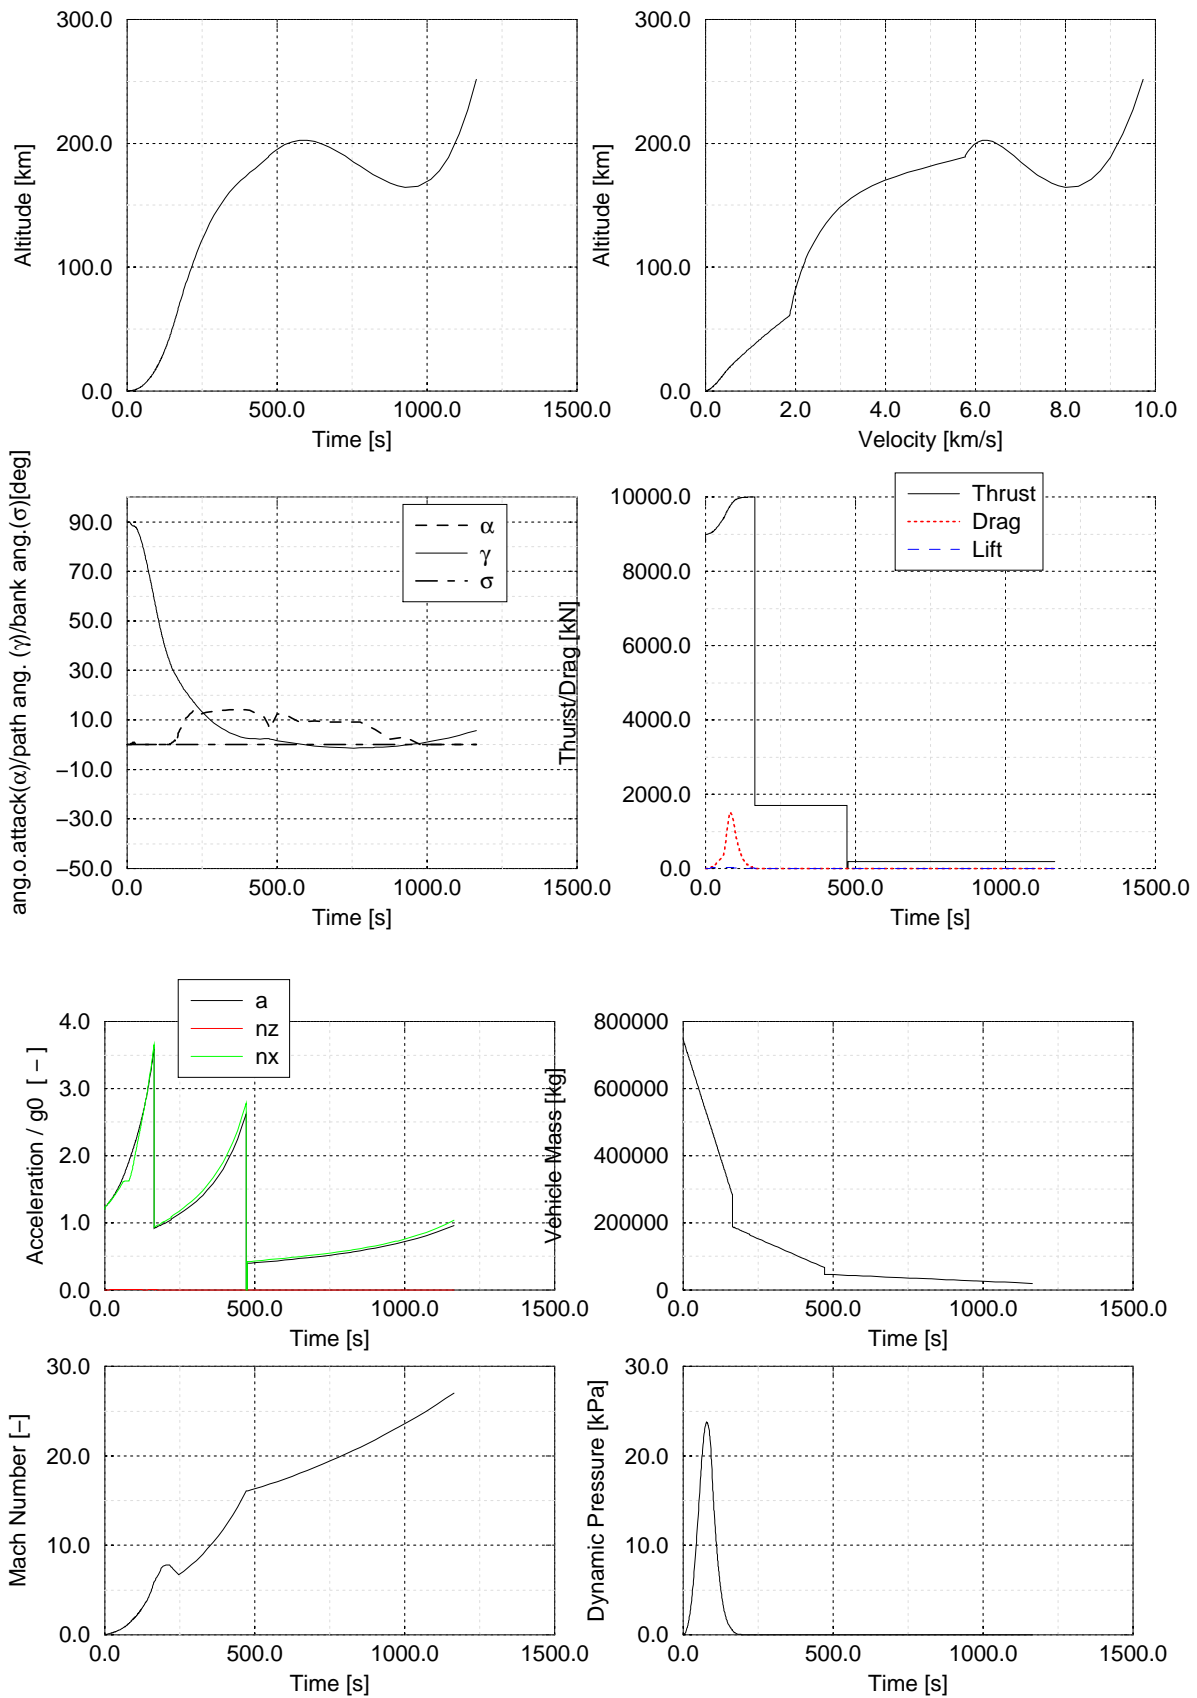 300.0
200.0
100.0
0.0
0.0
500.0
1000.0
1500.0
Time [s]
Altitude [km]
300.0
200.0
100.0
0.0
0.0
2.0
4.0
6.0
8.0
10.0
Velocity [km/s]
Altitude [km]
90.0
70.0
50.0
30.0
10.0
−10.0
−30.0
−50.0
0.0
500.0
1000.0
1500.0
Time [s]
ang.o.attack(α)/path ang. (γ)/bank ang.(σ)[deg]
α
γ
σ
10000.0
8000.0
6000.0
4000.0
2000.0
0.0
0.0
500.0
1000.0
1500.0
Time [s]
Thurst/Drag [kN]
Thrust
Drag
Lift
4.0
3.0
2.0
1.0
0.0
0.0
500.0
1000.0
1500.0
Time [s]
Acceleration / g0 [ − ]
a
nz
nx
800000
600000
400000
200000
0
0.0
500.0
1000.0
1500.0
Time [s]
Vehicle Mass [kg]
30.0
20.0
10.0
0.0
0.0
500.0
1000.0
1500.0
Time [s]
Mach Number [−]
30.0
20.0
10.0
0.0
0.0
500.0
1000.0
1500.0
Time [s]
Dynamic Pressure [kPa]